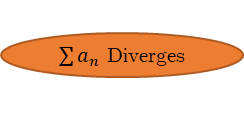 ∑ aₙ Diverges